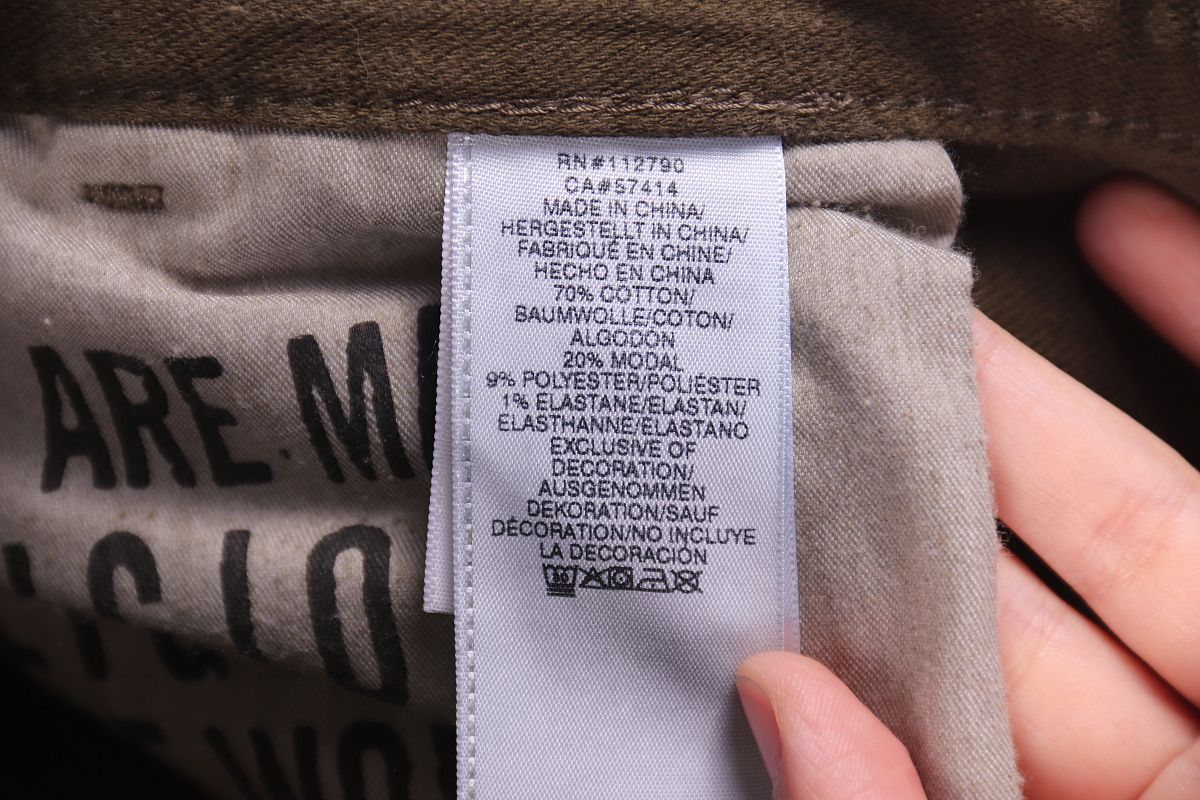 RN#112790
CA#57414
MADE IN CHINA/
HERGESTELLT IN CHINA/
FABRIQUÉ EN CHINE/
HECHO EN CHINA
70% COTTON/
BAUMWOLLE/COTON/
ALGODON
20% MODAL
9% POLYESTER/POLIÉSTER
1% ELASTANE/ELASTAN/
ELASTHANNE/ELASTANO
EXCLUSIVE OF
DECORATION/
AUSGENOMMEN
DEKORATION/SAUF
DÉCORATION/NO INCLUYE
LA DECORACIÓN
30
ARE